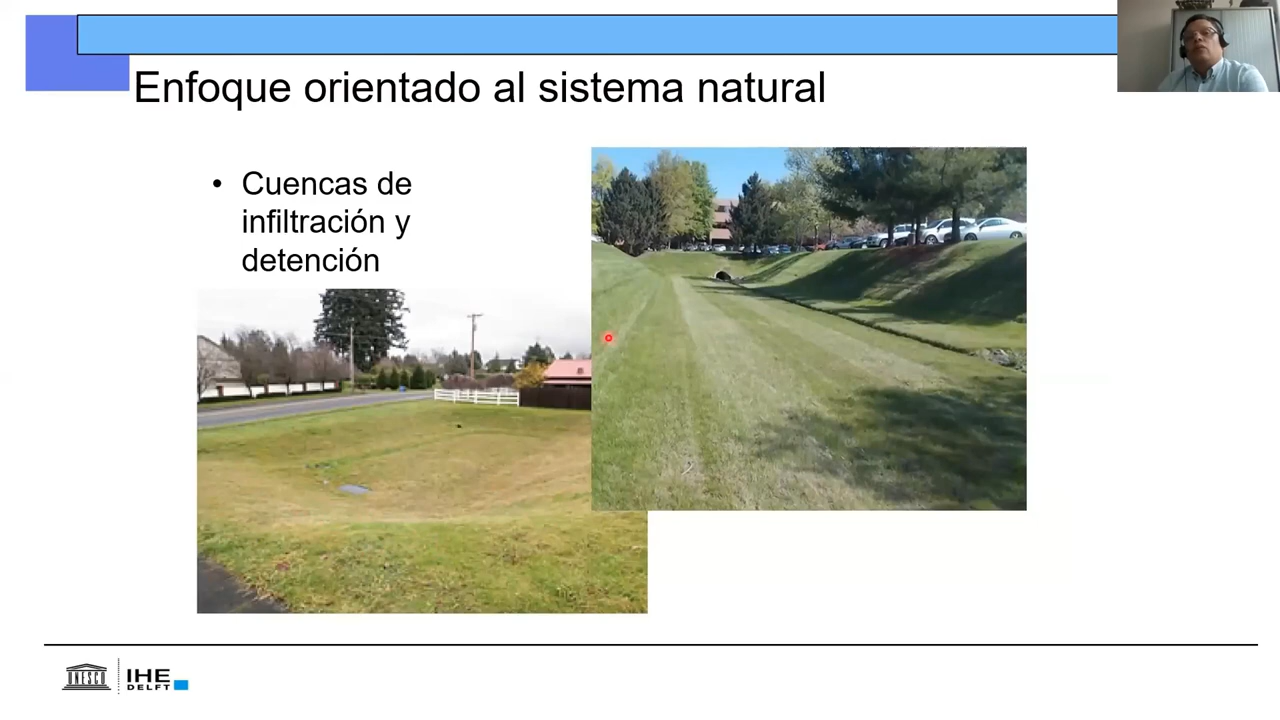 Enfoque orientado al sistema natural
• Cuencas de
infiltración y
detención
UNESCO
IHE
DELFT